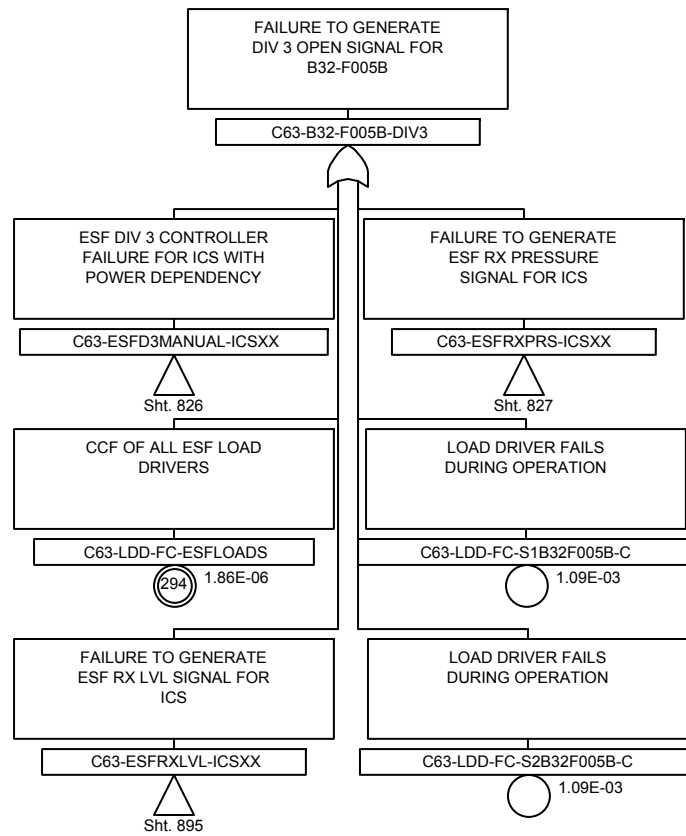 FAILURE TO GENERATE
DIV 3 OPEN SIGNAL FOR
B32-F005B
C63-B32-F005B-DIV3
ESF DIV 3 CONTROLLER
FAILURE FOR ICS WITH
POWER DEPENDENCY
C63-ESFD3MANUAL-ICSXX
Sht. 826
FAILURE TO GENERATE
ESF RX PRESSURE
SIGNAL FOR ICS
C63-ESFRXPRS-ICSXX
Sht. 827
CCF OF ALL ESF LOAD
DRIVERS
C63-LDD-FC-ESFLOADS
294
1.86E-06
LOAD DRIVER FAILS
DURING OPERATION
C63-LDD-FC-S1B32F005B-C
1.09E-03
FAILURE TO GENERATE
ESF RX LVL SIGNAL FOR
ICS
C63-ESFRXLVL-ICSXX
Sht. 895
LOAD DRIVER FAILS
DURING OPERATION
C63-LDD-FC-S2B32F005B-C
1.09E-03